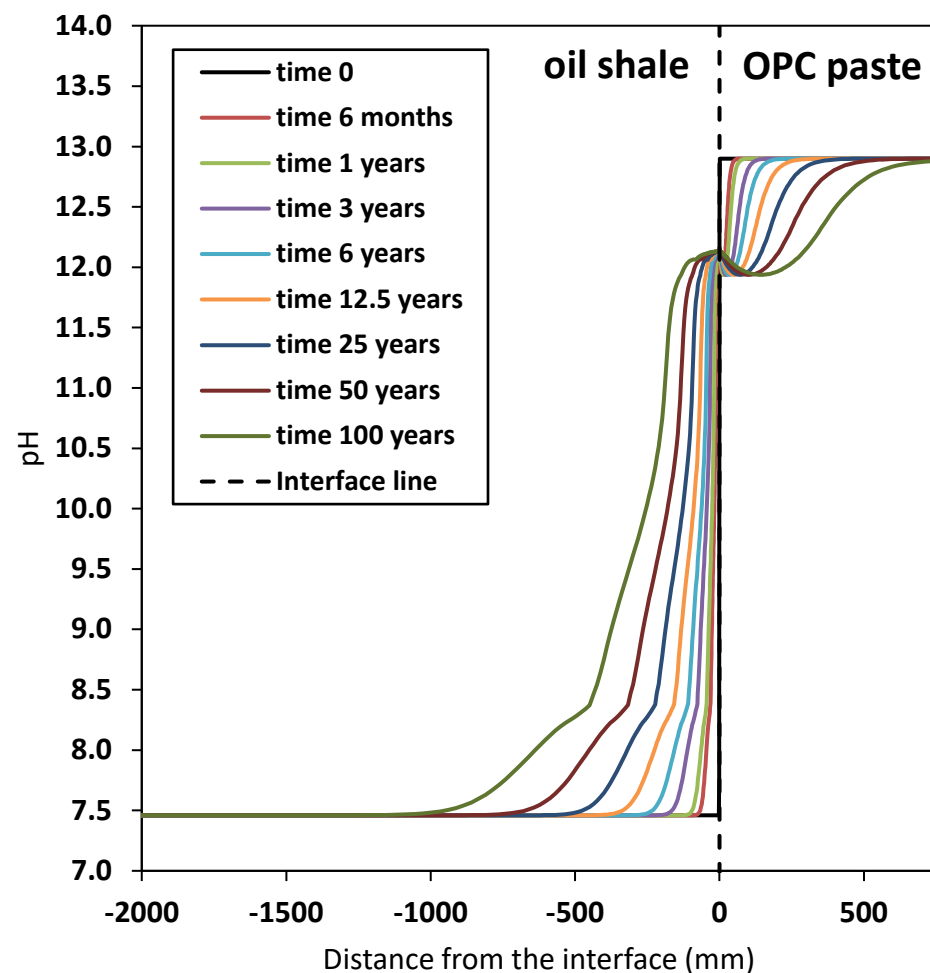 14.0
13.5
13.0
12.5
12.0
11.5
11.0
10.5
10.0
9.5
9.0
8.5
8.0
7.5
7.0
pH
time 0
time 6 months
time 1 years
time 3 years
time 6 years
time 12.5 years
time 25 years
time 50 years
time 100 years
Interface line
oil shale
OPC paste
-2000 -1500 -1000 -500 0 500
Distance from the interface (mm)